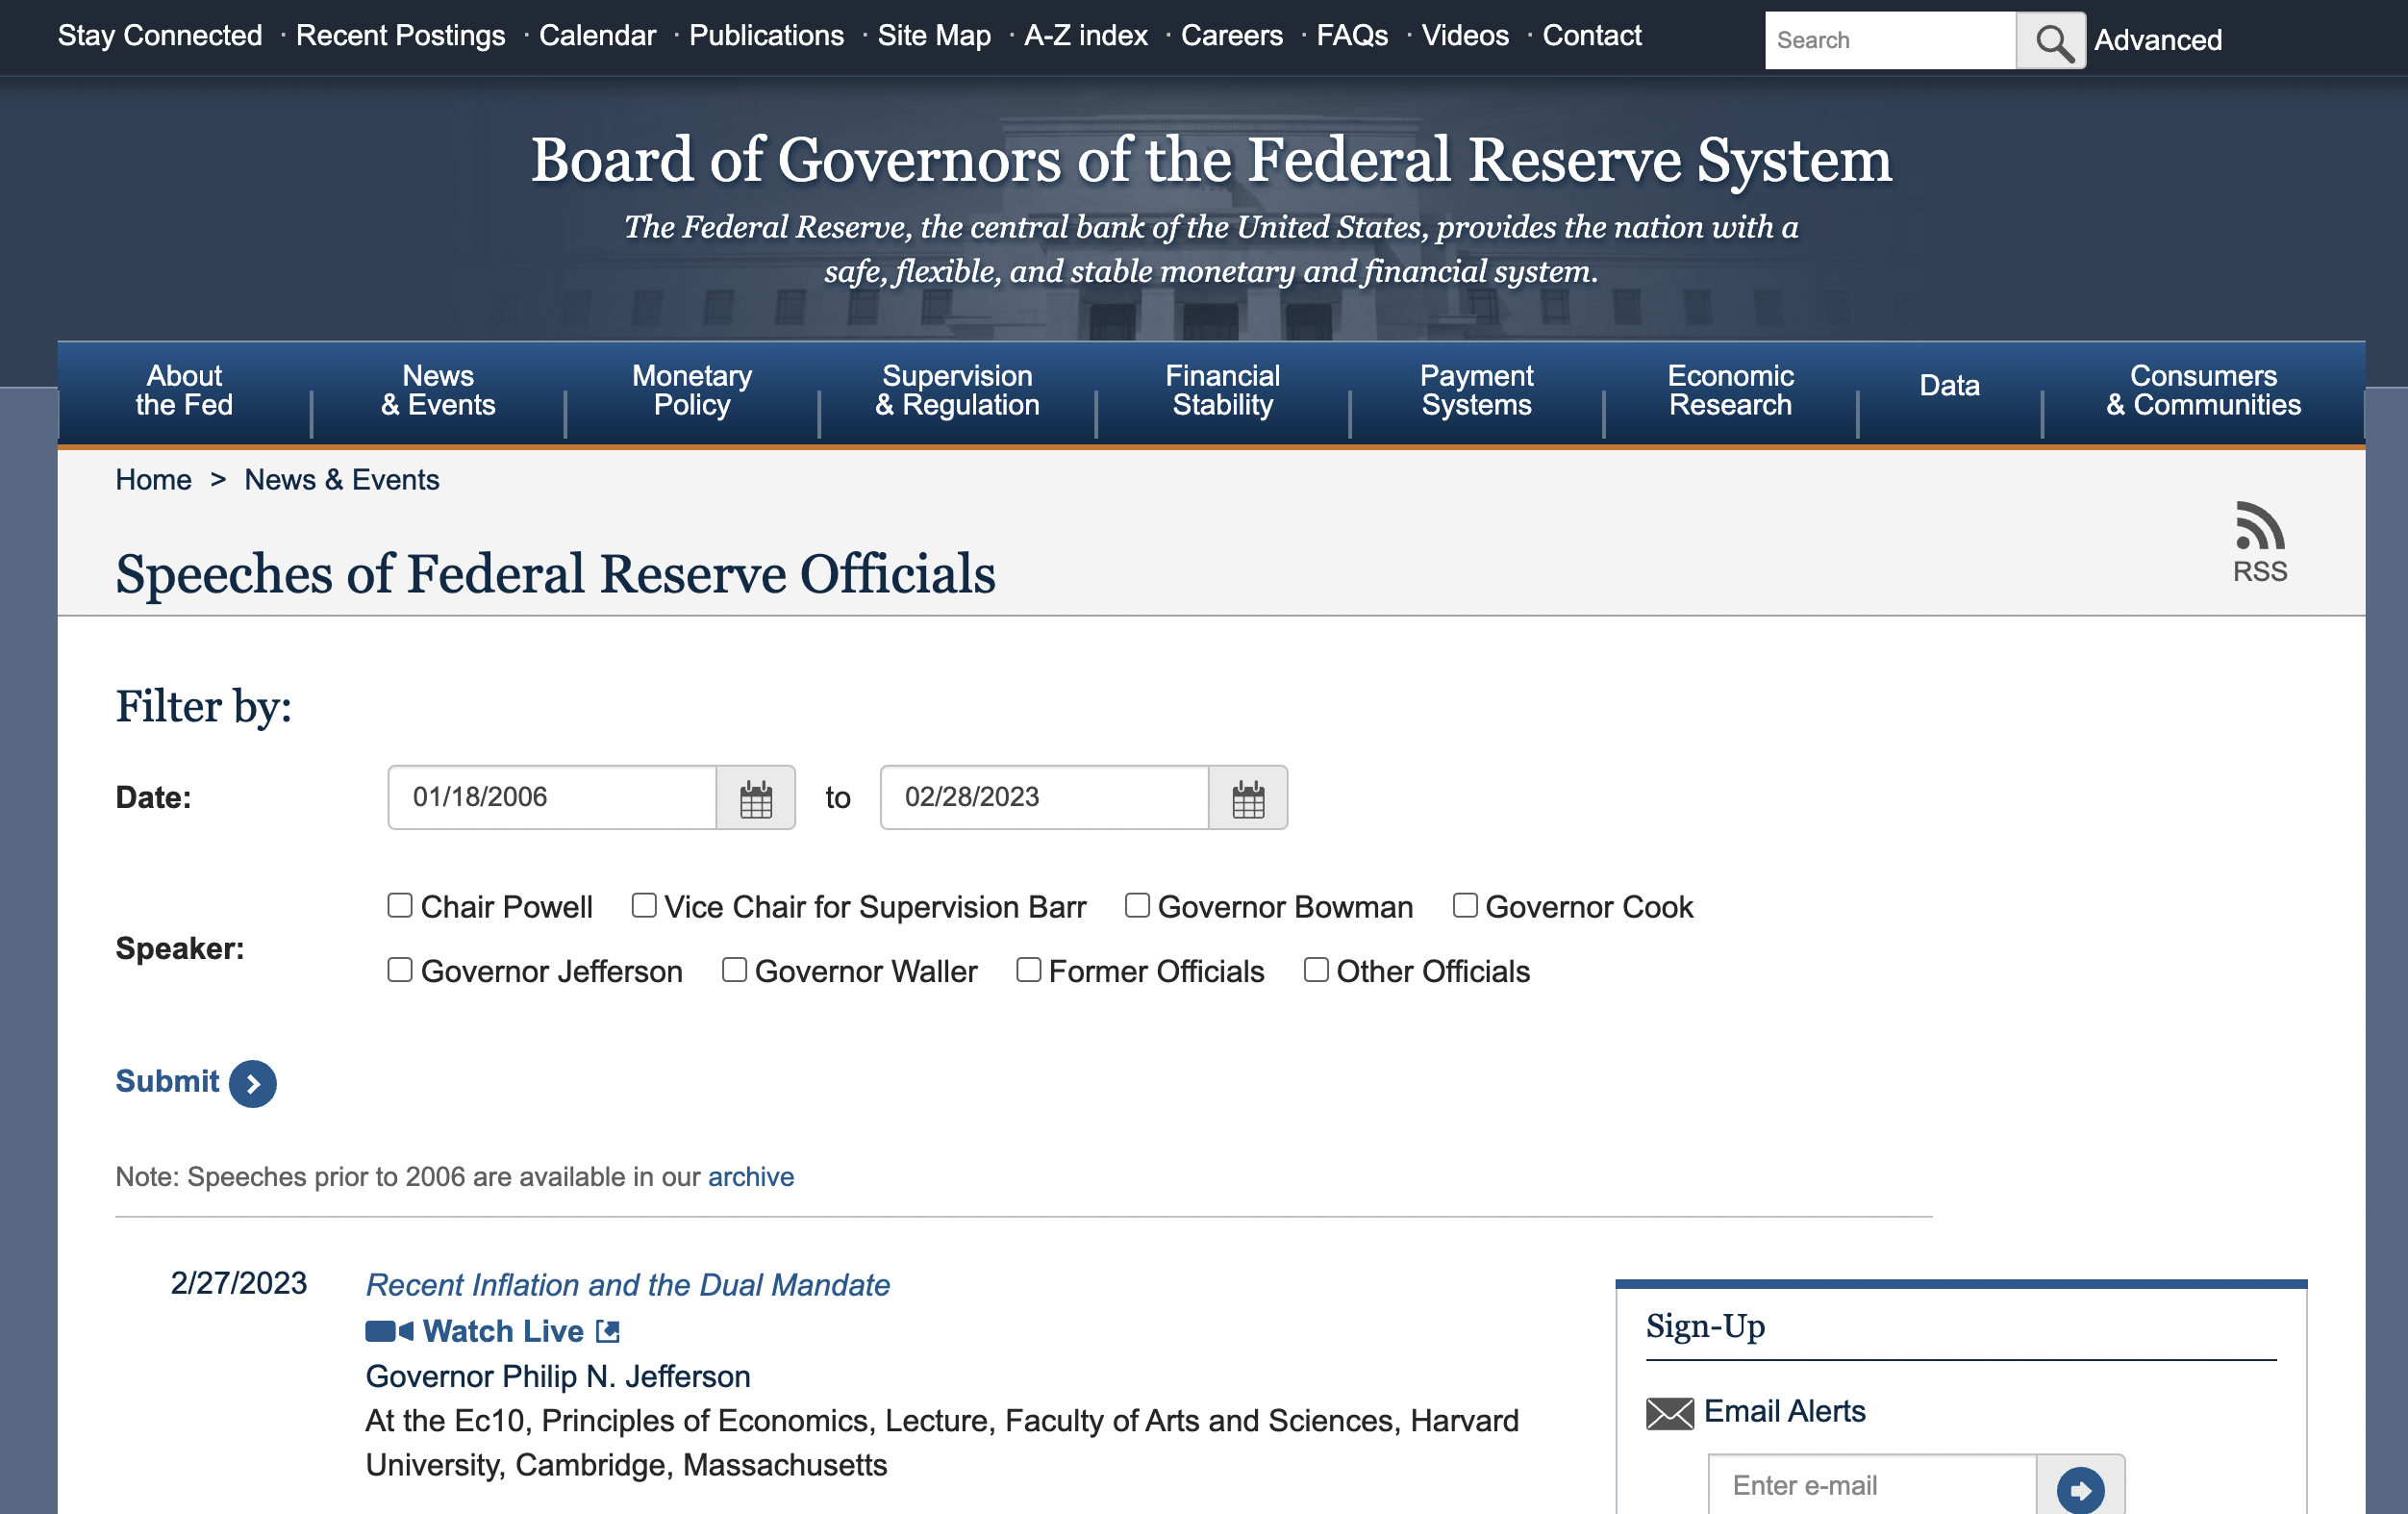 Stay Connected · Recent Postings · Calendar · Publications · Site Map · A-Z index · Careers · FAQs · Videos · Contact
Search
Advanced
Board of Governors of the Federal Reserve System
The Federal Reserve, the central bank of the United States, provides the nation with a
safe, flexible, and stable monetary and financial system.
About
the Fed
News
& Events
Monetary
Policy
Supervision
& Regulation
Financial
Stability
Payment
Systems
Economic
Research
Data
Consumers
& Communities
Home > News & Events
RSS
Speeches of Federal Reserve Officials
Filter by:
Date: 01/18/2006 to 02/28/2023
Speaker:
Chair Powell Vice Chair for Supervision Barr Governor Bowman Governor Cook
Governor Jefferson Governor Waller Former Officials Other Officials
Submit
Note: Speeches prior to 2006 are available in our archive
2/27/2023
Recent Inflation and the Dual Mandate
Watch Live
Governor Philip N. Jefferson
At the Ec10, Principles of Economics, Lecture, Faculty of Arts and Sciences, Harvard
University, Cambridge, Massachusetts
Sign-Up
Email Alerts
Enter e-mail